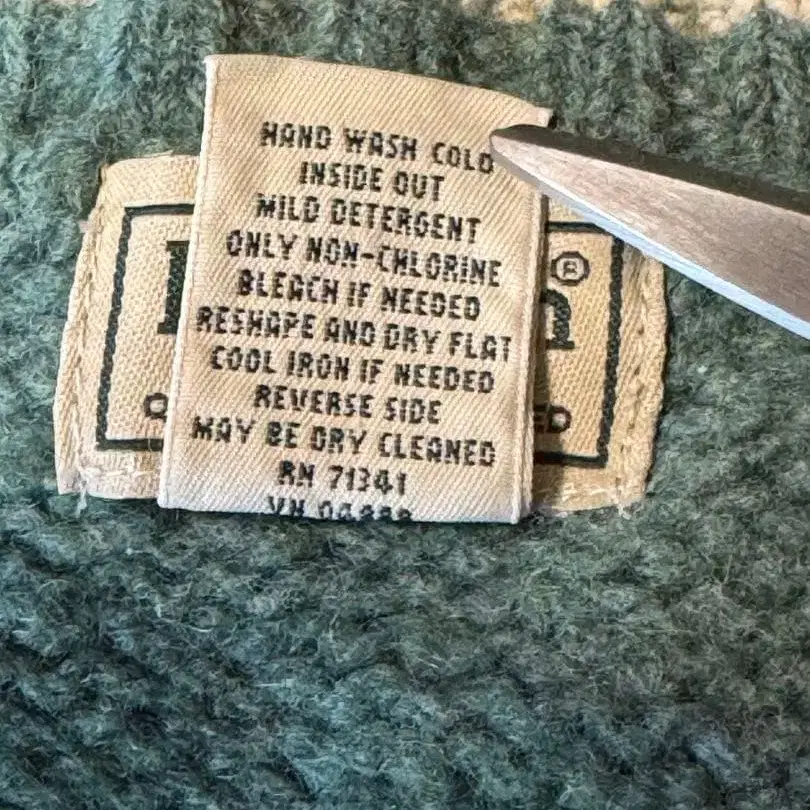 HAND WASH COLD
INSIDE OUT
MILD DETERGENT
ONLY NON-CHLORINE
BLEACH IF NEEDED
RESHAPE AND DRY FLAT
COOL IRON IF NEEDED
REVERSE SIDE
MAY BE DRY CLEANED
RN 71341
VN
®